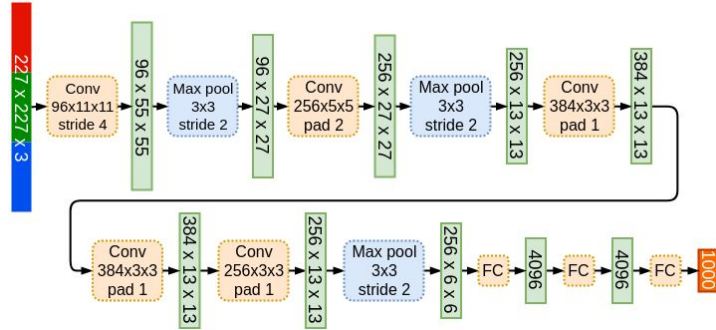 227 x 227 x 3
Conv
96x11x11
stride 4
96 x 55 x 55
Max pool
3x3
stride 2
96 x 27 x 27
Conv
256x5x5
pad 2
256 x 27 x 27
Max pool
3x3
stride 2
256 x 13 x 13
Conv
384x3x3
pad 1
384 x 13 x 13
Conv
384x3x3
pad 1
384 x 13 x 13
Conv
256x3x3
pad 1
256 x 13 x 13
Max pool
3x3
stride 2
256 x 6 x 6
FC
4096
FC
4096
FC
1000